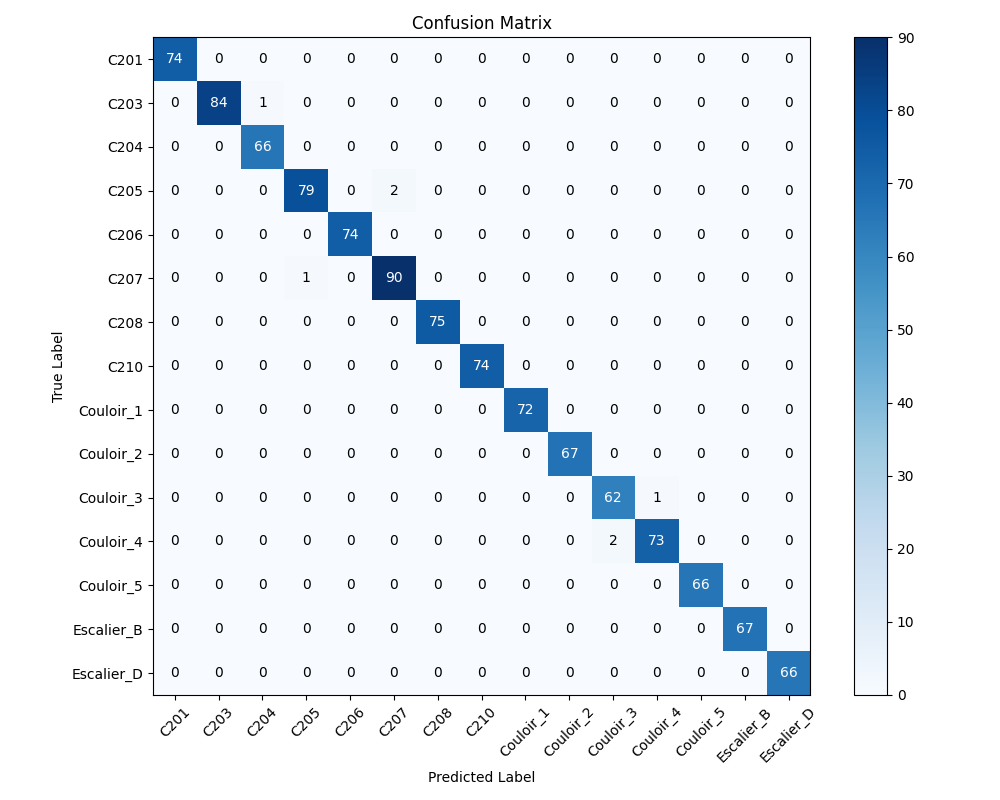 Confusion Matrix
C201 74 0 0 0 0 0 0 0 0 0 0 0 0 0 0
C203 0 84 1 0 0 0 0 0 0 0 0 0 0 0 0
C204 0 0 66 0 0 0 0 0 0 0 0 0 0 0 0
C205 0 0 0 79 0 2 0 0 0 0 0 0 0 0 0
C206 0 0 0 0 74 0 0 0 0 0 0 0 0 0 0
C207 0 0 0 1 0 90 0 0 0 0 0 0 0 0 0
C208 0 0 0 0 0 0 75 0 0 0 0 0 0 0 0
C210 0 0 0 0 0 0 0 74 0 0 0 0 0 0 0
Couloir_1 0 0 0 0 0 0 0 0 72 0 0 0 0 0 0
Couloir_2 0 0 0 0 0 0 0 0 0 67 0 0 0 0 0
Couloir_3 0 0 0 0 0 0 0 0 0 0 62 1 0 0 0
Couloir_4 0 0 0 0 0 0 0 0 0 0 2 73 0 0 0
Couloir_5 0 0 0 0 0 0 0 0 0 0 0 0 66 0 0
Escalier_B 0 0 0 0 0 0 0 0 0 0 0 0 0 67 0
Escalier_D 0 0 0 0 0 0 0 0 0 0 0 0 0 0 66
C201 C203 C204 C205 C206 C207 C208 C210 Couloir_1 Couloir_2 Couloir_3 Couloir_4 Couloir_5 Escalier_B Escalier_D
Predicted Label
True Label
90
80
70
60
50
40
30
20
10
0